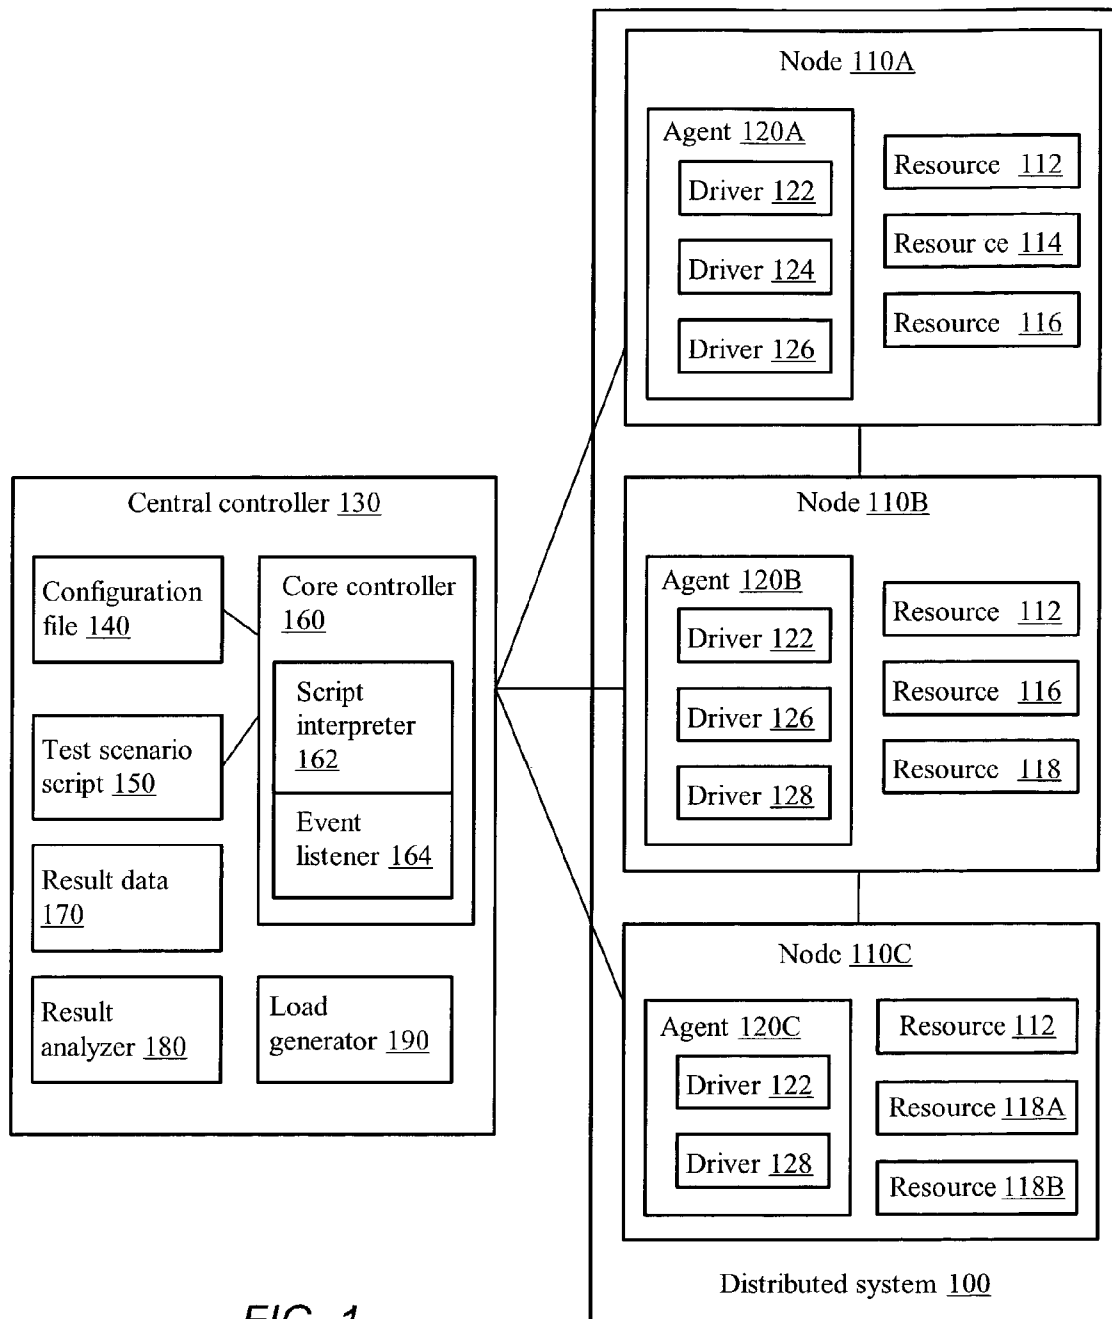 Node 110A
Agent 120A
Driver 122
Driver 124
Driver 126
Resource 112
Resour ce 114
Resource 116
Central controller 130
Configuration
file 140
Test scenario
script 150
Result data
170
Result
analyzer 180
Core controller
160
Script
interpreter
162
Event
listener 164
Load
generator 190
Node 110B
Agent 120B
Driver 122
Driver 126
Driver 128
Resource 112
Resource 116
Resource 118
Node 110C
Agent 120C
Driver 122
Driver 128
Resource 112
Resource 118A
Resource 118B
Distributed system 100
FIG. 1